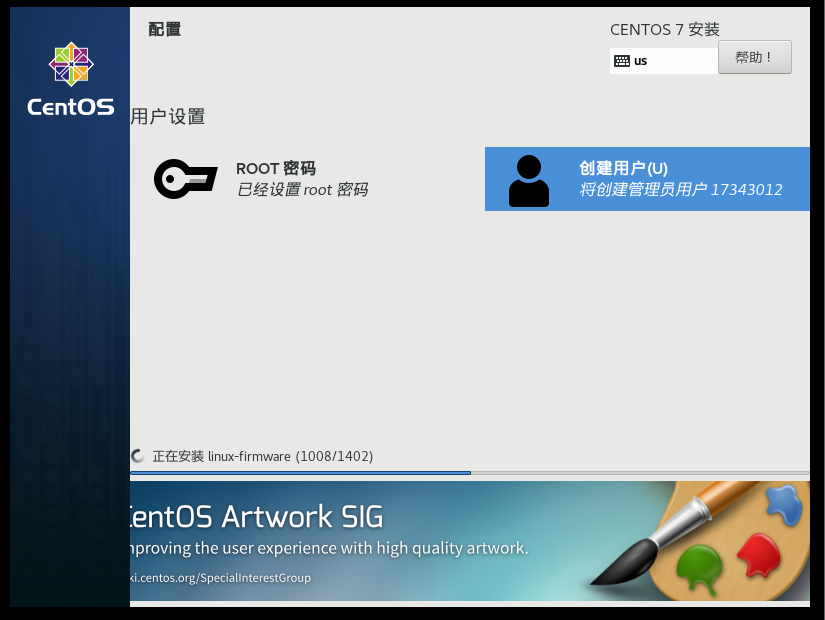 配置
CENTOS 7 安装
us
帮助！
CentOS
用户设置
ROOT 密码
已经设置 root 密码
创建用户(U)
将创建管理员用户 17343012
正在安装 linux-firmware (1008/1402)
CentOS Artwork SIG
mproving the user experience with high quality artwork.
ki.centos.org/SpecialInterestGroup